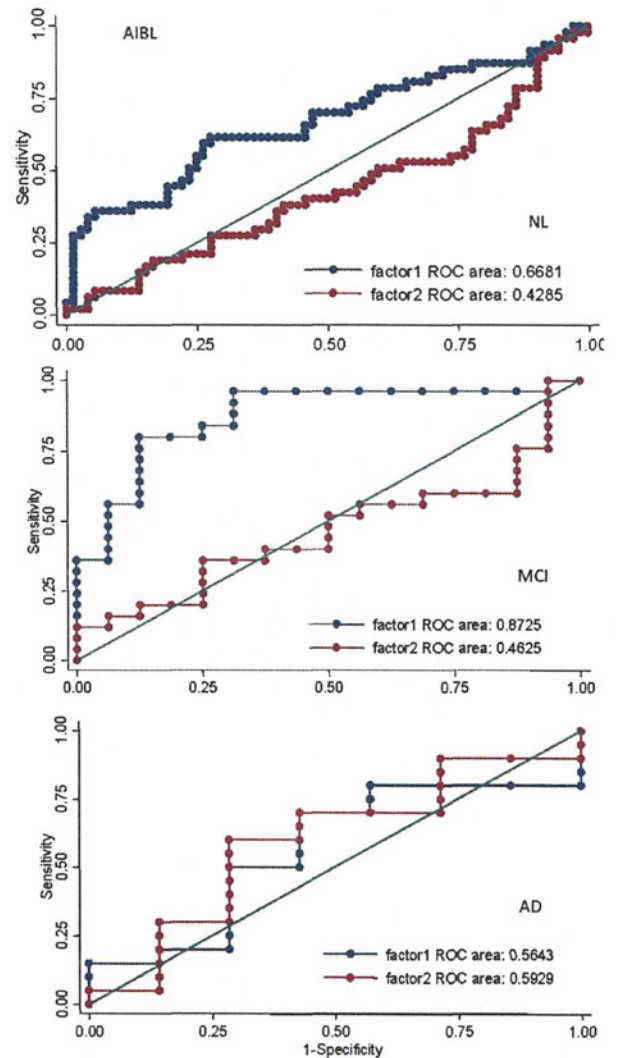 AIBL
1.00
0.75
0.50
0.25
0.00
Sensitivity
NL
factor1 ROC area: 0.6681
factor2 ROC area: 0.4285
0.00 0.25 0.50 0.75 1.00
1.00
0.75
0.50
0.25
0.00
Sensitivity
MCI
factor1 ROC area: 0.8725
factor2 ROC area: 0.4625
0.00 0.25 0.50 0.75 1.00
1.00
0.75
0.50
0.25
0.00
Sensitivity
AD
factor1 ROC area: 0.5643
factor2 ROC area: 0.5929
0.00 0.25 0.50 0.75 1.00
1-Specificity